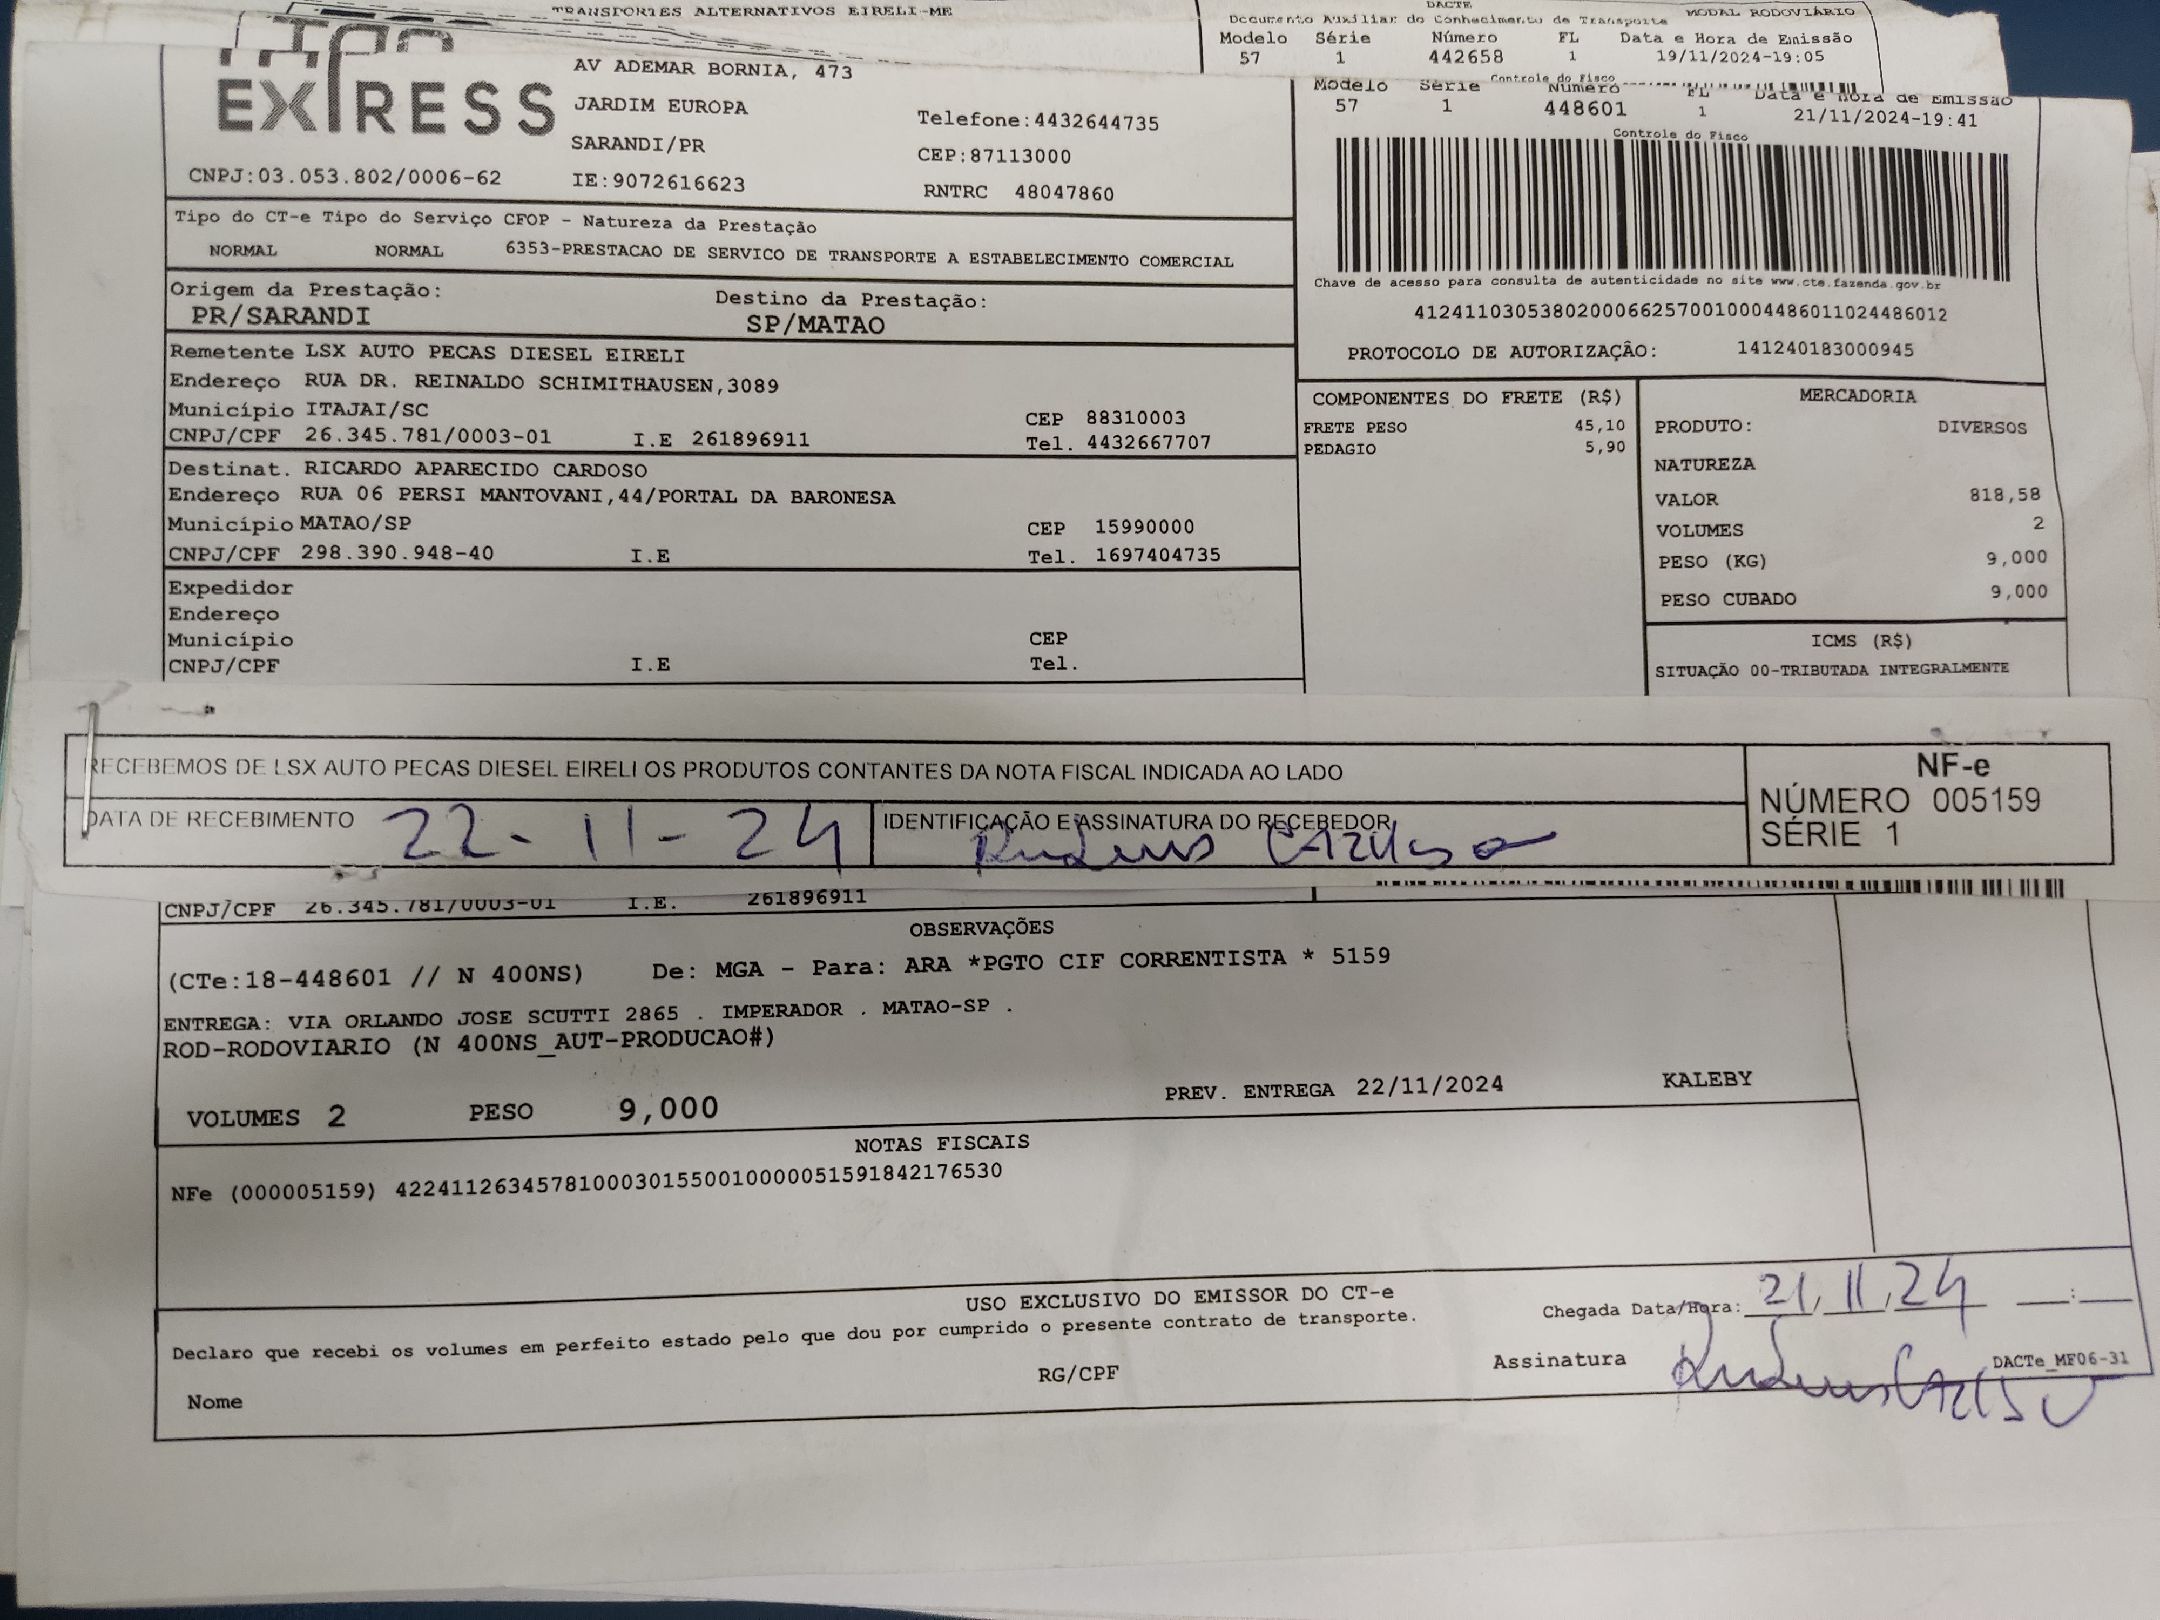 TRANSPORTES ALTERNATIVOS EIRELI-ME
DACTE
Documento Auxiliar do Conhecimento de Transporte MODAL RODOVIÁRIO
Modelo Série Número FL Data e Hora de Emissão
57 1 442658 1 19/11/2024-19:05
Controle do Fisco
EXPRESS
AV ADEMAR BORNIA, 473
JARDIM EUROPA
SARANDI/PR
IE:9072616623
Telefone:4432644735
CEP:87113000
RNTRC 48047860
CNPJ:03.053.802/0006-62
Modelo Série Número FL Data e Hora de Emissão
57 1 448601 1 21/11/2024-19:41
Controle do Fisco
Chave de acesso para consulta de autenticidade no site www.cte.fazenda.gov.br
41241103053802000662570010004486011024486012
PROTOCOLO DE AUTORIZAÇÃO: 141240183000945
Tipo do CT-e Tipo do Serviço CFOP - Natureza da Prestação
NORMAL NORMAL 6353-PRESTACAO DE SERVICO DE TRANSPORTE A ESTABELECIMENTO COMERCIAL
Origem da Prestação: Destino da Prestação:
PR/SARANDI SP/MATAO
Remetente LSX AUTO PECAS DIESEL EIRELI
Endereço RUA DR. REINALDO SCHIMITHAUSEN,3089
Município ITAJAI/SC CEP 88310003
CNPJ/CPF 26.345.781/0003-01 I.E 261896911 Tel. 4432667707
Destinat. RICARDO APARECIDO CARDOSO
Endereço RUA 06 PERSI MANTOVANI,44/PORTAL DA BARONESA
Município MATAO/SP CEP 15990000
CNPJ/CPF 298.390.948-40 I.E Tel. 1697404735
Expedidor
Endereço
Município CEP
CNPJ/CPF I.E Tel.
COMPONENTES DO FRETE (R$)
FRETE PESO 45,10
PEDAGIO 5,90
MERCADORIA
PRODUTO: DIVERSOS
NATUREZA
VALOR 818,58
VOLUMES 2
PESO (KG) 9,000
PESO CUBADO 9,000
ICMS (R$)
SITUAÇÃO 00-TRIBUTADA INTEGRALMENTE
RECEBEMOS DE LSX AUTO PECAS DIESEL EIRELI OS PRODUTOS CONTANTES DA NOTA FISCAL INDICADA AO LADO
DATA DE RECEBIMENTO 22-11-24 IDENTIFICAÇÃO E ASSINATURA DO RECEBEDOR
NF-e
NÚMERO 005159
SÉRIE 1
CNPJ/CPF 26.345.781/0003-01 I.E. 261896911
OBSERVAÇÕES
(CTe:18-448601 // N 400NS) De: MGA - Para: ARA *PGTO CIF CORRENTISTA * 5159
ENTREGA: VIA ORLANDO JOSE SCUTTI 2865 . IMPERADOR . MATAO-SP .
ROD-RODOVIARIO (N 400NS_AUT-PRODUCAO#)
VOLUMES 2 PESO 9,000 PREV. ENTREGA 22/11/2024 KALEBY
NOTAS FISCAIS
NFe (000005159) 42241126345781000301550010000051591842176530
USO EXCLUSIVO DO EMISSOR DO CT-e
Declaro que recebi os volumes em perfeito estado pelo que dou por cumprido o presente contrato de transporte.
Nome RG/CPF
Chegada Data/Hora: 21/11/24 __:__
Assinatura
DACTe_MF06-31